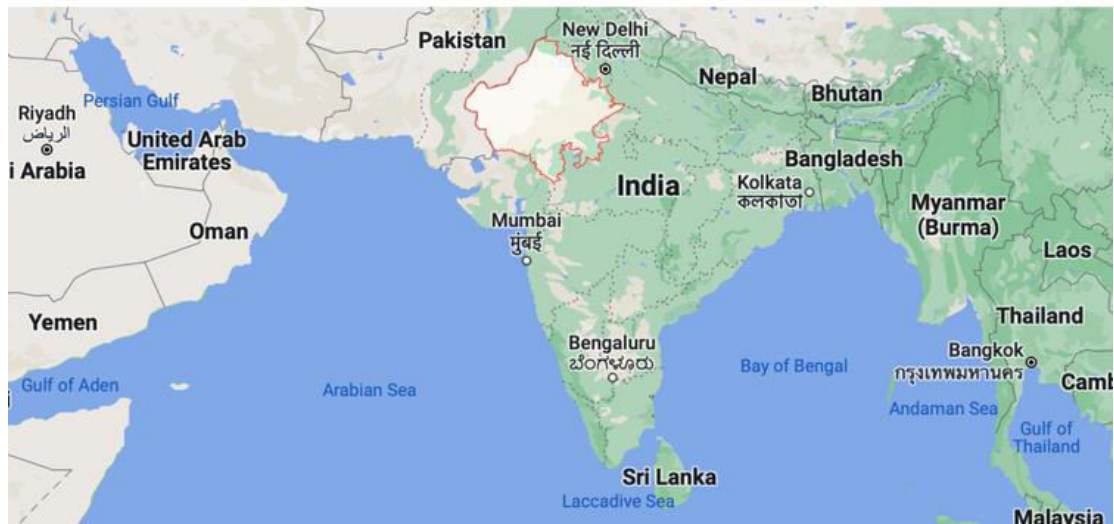 Pakistan
New Delhi
नई दिल्ली
Nepal
Bhutan
Persian Gulf
Riyadh
الرياض
United Arab
Emirates
i Arabia
Bangladesh
India
Kolkata
কলকাতা
Myanmar
(Burma)
Mumbai
मुंबई
Oman
Laos
Yemen
Thailand
Bengaluru
ಬೆಂಗಳೂರು
Bangkok
กรุงเทพมหานคร
Bay of Bengal
Gulf of Aden
Arabian Sea
Camb
Andaman Sea
Gulf of
Thailand
Sri Lanka
Laccadive Sea
Malaysia